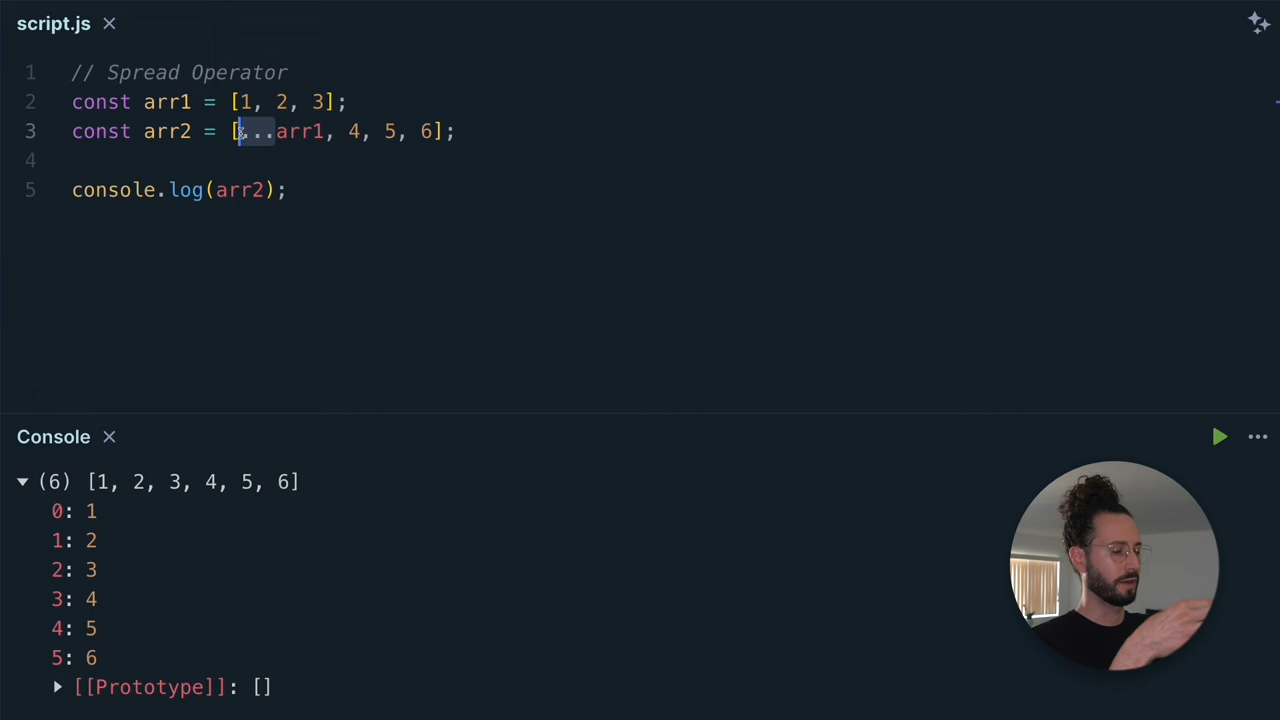 script.js ×
1 // Spread Operator
2 const arr1 = [1, 2, 3];
3 const arr2 = [...arr1, 4, 5, 6];
4
5 console.log(arr2);
Console ×
(6) [1, 2, 3, 4, 5, 6]
0: 1
1: 2
2: 3
3: 4
4: 5
5: 6
[[Prototype]]: []